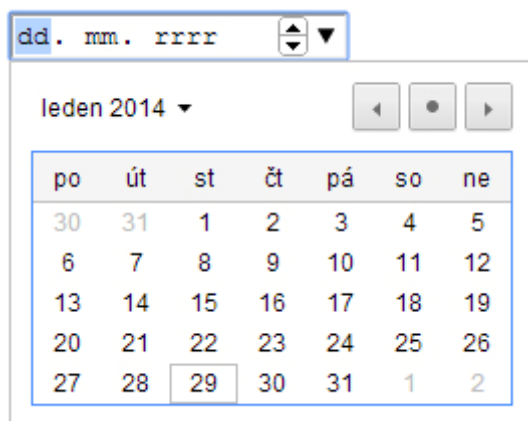 dd. mm. rrrr
leden 2014
po út st čt pá so ne
30 31 1 2 3 4 5
6 7 8 9 10 11 12
13 14 15 16 17 18 19
20 21 22 23 24 25 26
27 28 29 30 31 1 2